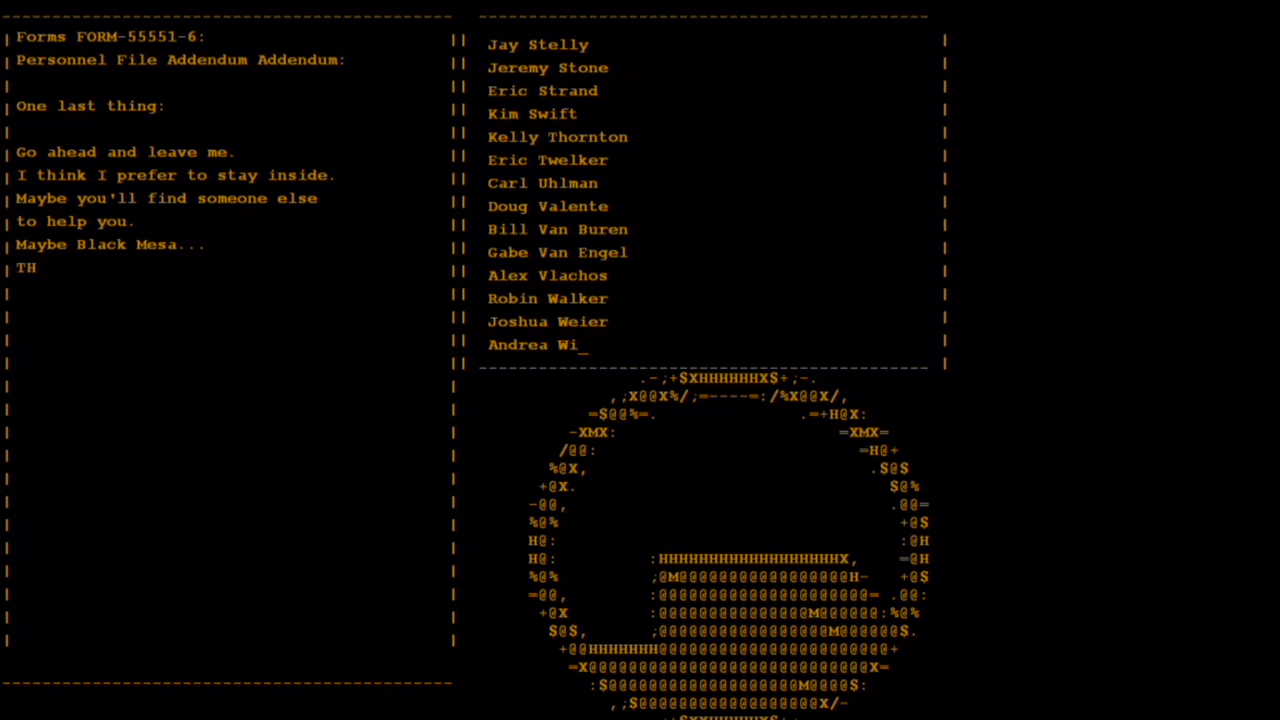 Forms FORM-55551-6:
Personnel File Addendum Addendum:
One last thing:
Go ahead and leave me.
I think I prefer to stay inside.
Maybe you'll find someone else
to help you.
Maybe Black Mesa...
TH
Jay Stelly
Jeremy Stone
Eric Strand
Kim Swift
Kelly Thornton
Eric Twelker
Carl Uhlman
Doug Valente
Bill Van Buren
Gabe Van Engel
Alex Vlachos
Robin Walker
Joshua Weier
Andrea Wi_